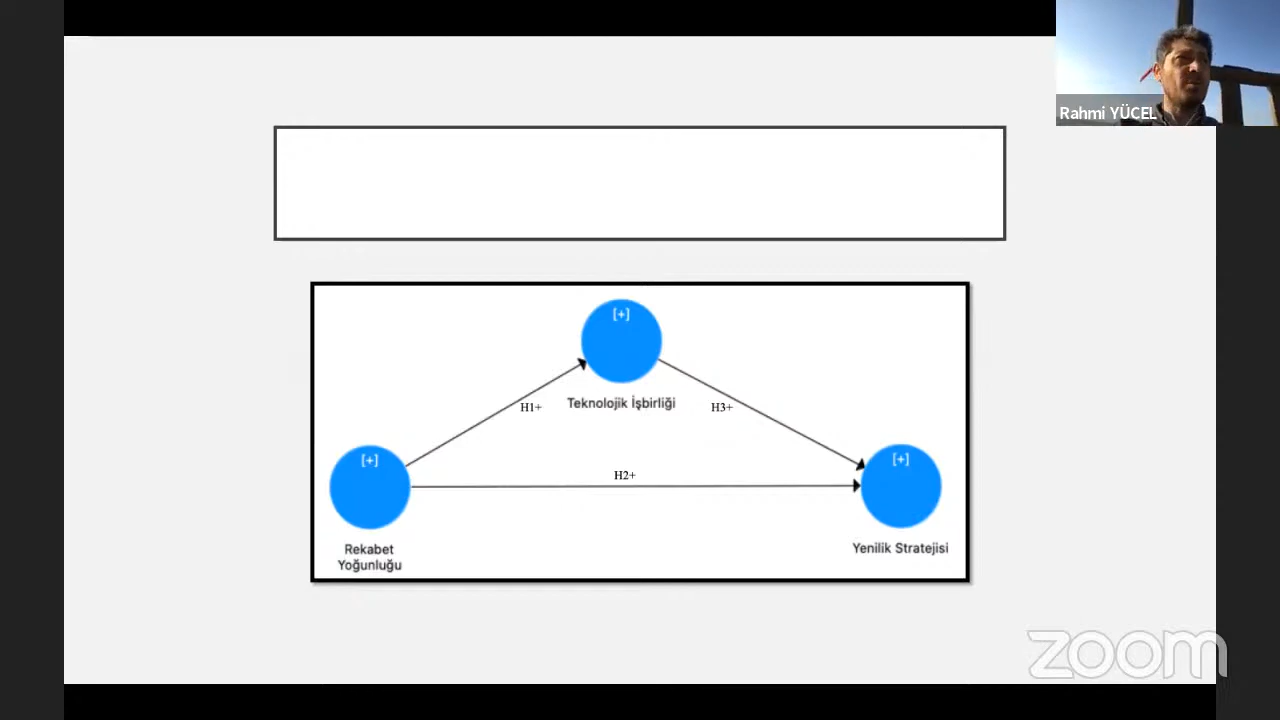 Rahmi YÜCEL
[+]
Teknolojik İşbirliği
H1+
H3+
H2+
[+]
[+]
Rekabet
Yoğunluğu
Yenilik Stratejisi
zoom